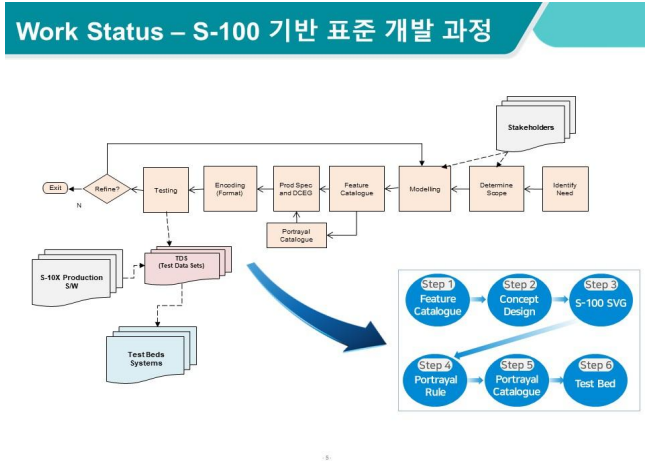 Work Status – S-100 기반 표준 개발 과정
Stakeholders
Exit
Refine?
N
Testing
Encoding
(Format)
Prod Spec
and DCEG
Feature
Catalogue
Modelling
Determine
Scope
Identify
Need
Portrayal
Catalogue
S-10X Production
S/W
TDS
(Test Data Sets)
Test Beds
Systems
Step 1
Feature
Catalogue
Step 2
Concept
Design
Step 3
S-100 SVG
Step 4
Portrayal
Rule
Step 5
Portrayal
Catalogue
Step 6
Test Bed
- 5 -